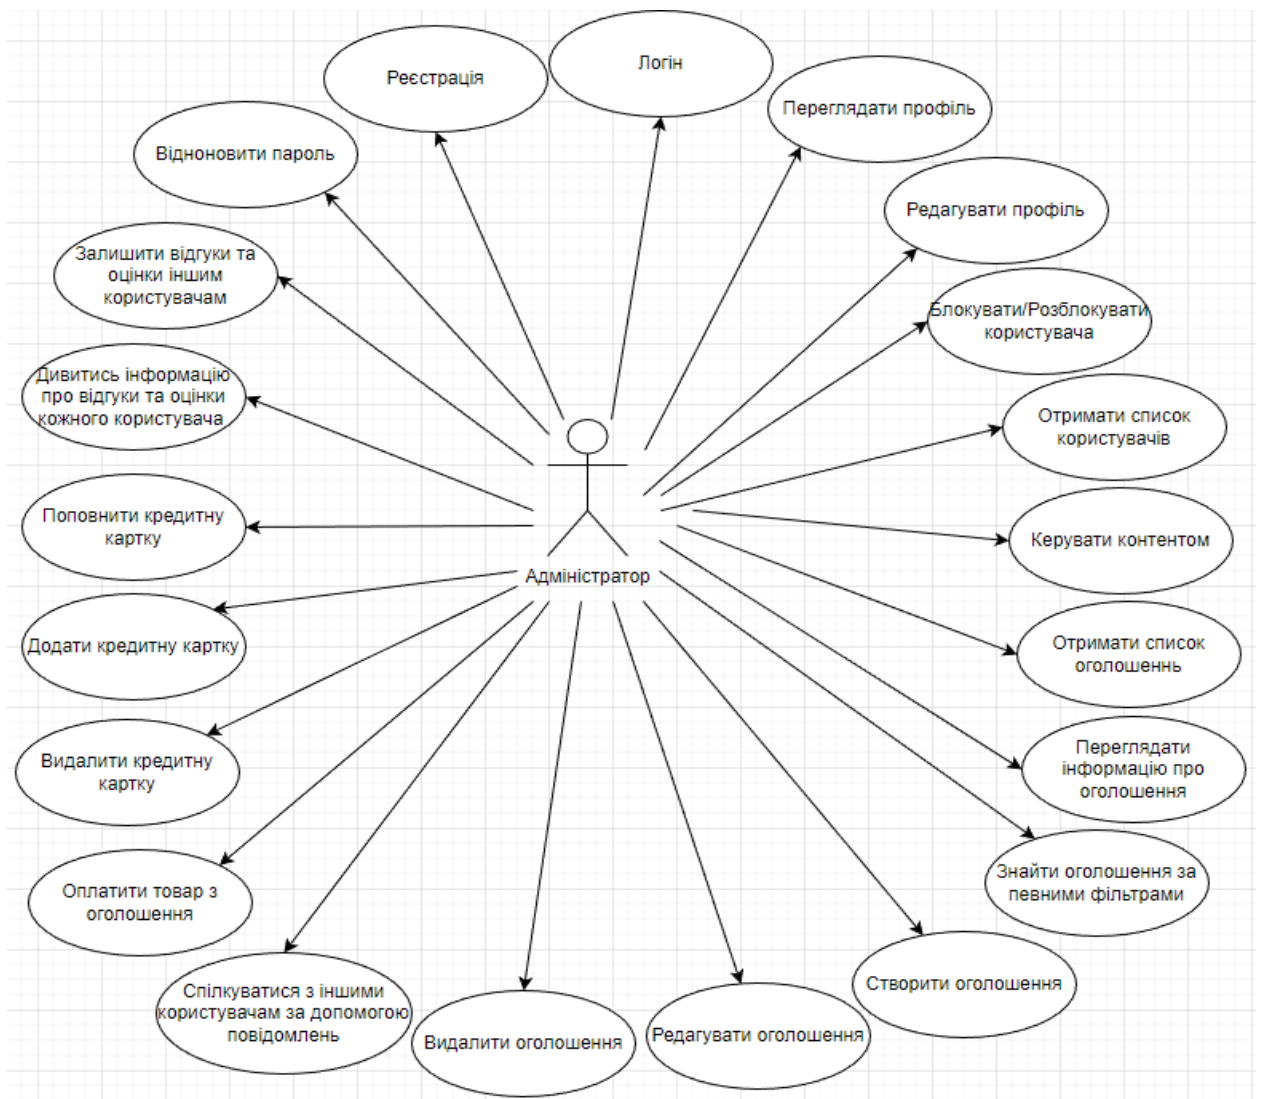 Логін
Реєстрація
Переглядати профіль
Відноновити пароль
Редагувати профіль
Залишити відгуки та
оцінки іншим
користувачам
Блокувати/Розблокувати
користувача
Дивитись інформацію
про відгуки та оцінки
кожного користувача
Отримати список
користувачів
Поповнити кредитну
картку
Керувати контентом
Адміністратор
Додати кредитну картку
Отримати список
оголошеннь
Видалити кредитну
картку
Переглядати
інформацію про
оголошення
Оплатити товар з
оголошення
Знайти оголошення за
певними фільтрами
Спілкуватися з іншими
користувачам за допомогою
повідомлень
Видалити оголошення
Редагувати оголошення
Створити оголошення